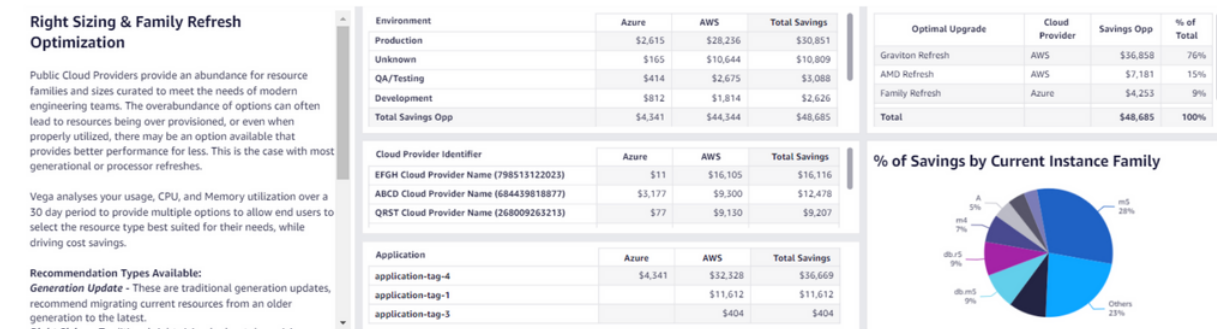 Right Sizing & Family Refresh
Optimization
Public Cloud Providers provide an abundance for resource
families and sizes curated to meet the needs of modern
engineering teams. The overabundance of options can often
lead to resources being over provisioned, or even when
properly utilized, there may be an option available that
provides better performance for less. This is the case with most
generational or processor refreshes.
Vega analyses your usage, CPU, and Memory utilization over a
30 day period to provide multiple options to allow end users to
select the resource type best suited for their needs, while
driving cost savings.
Recommendation Types Available:
Generation Update - These are traditional generation updates,
recommend migrating current resources from an older
generation to the latest.
Environment Azure AWS Total Savings
Production $2,615 $28,236 $30,851
Unknown $165 $10,644 $10,809
QA/Testing $414 $2,675 $3,088
Development $812 $1,814 $2,626
Total Savings Opp $4,341 $44,344 $48,685
Cloud Provider Identifier Azure AWS Total Savings
EFGH Cloud Provider Name (798513122023) $11 $16,105 $16,116
ABCD Cloud Provider Name (684439818877) $3,177 $9,300 $12,478
QRST Cloud Provider Name (268009263213) $77 $9,130 $9,207
Application Azure AWS Total Savings
application-tag-4 $4,341 $32,328 $36,669
application-tag-1 $11,612 $11,612
application-tag-3 $404 $404
Optimal Upgrade Cloud Provider Savings Opp % of Total
Graviton Refresh AWS $36,858 76%
AMD Refresh AWS $7,181 15%
Family Refresh Azure $4,253 9%
Total $48,685 100%
% of Savings by Current Instance Family
A
5%
m5
28%
m4
7%
db.r5
9%
db.m5
9%
Others
23%